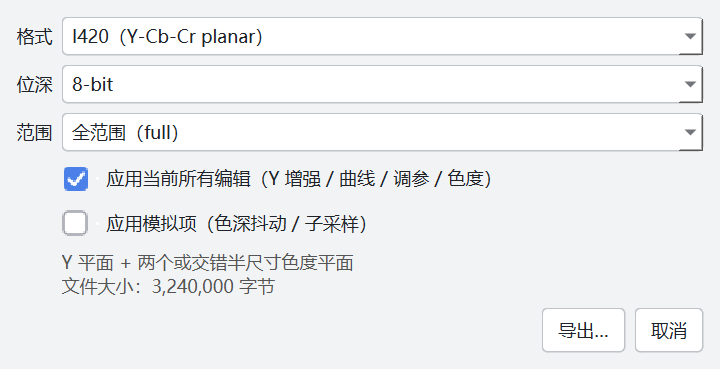 格式 I420（Y-Cb-Cr planar）
位深 8-bit
范围 全范围（full）
应用当前所有编辑（Y 增强 / 曲线 / 调参 / 色度）
应用模拟项（色深抖动 / 子采样）
Y 平面 + 两个或交错半尺寸色度平面
文件大小：3,240,000 字节
导出... 取消